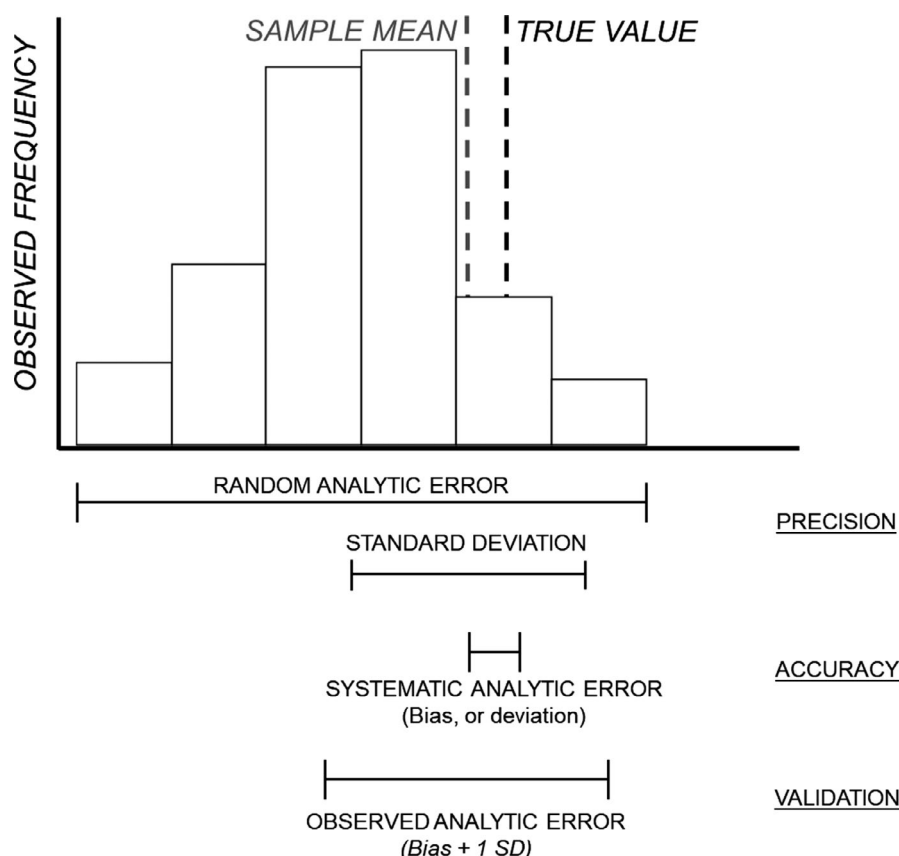 SAMPLE MEAN
TRUE VALUE
OBSERVED FREQUENCY
RANDOM ANALYTIC ERROR
PRECISION
STANDARD DEVIATION
SYSTEMATIC ANALYTIC ERROR
(Bias, or deviation)
ACCURACY
OBSERVED ANALYTIC ERROR
(Bias + 1 SD)
VALIDATION